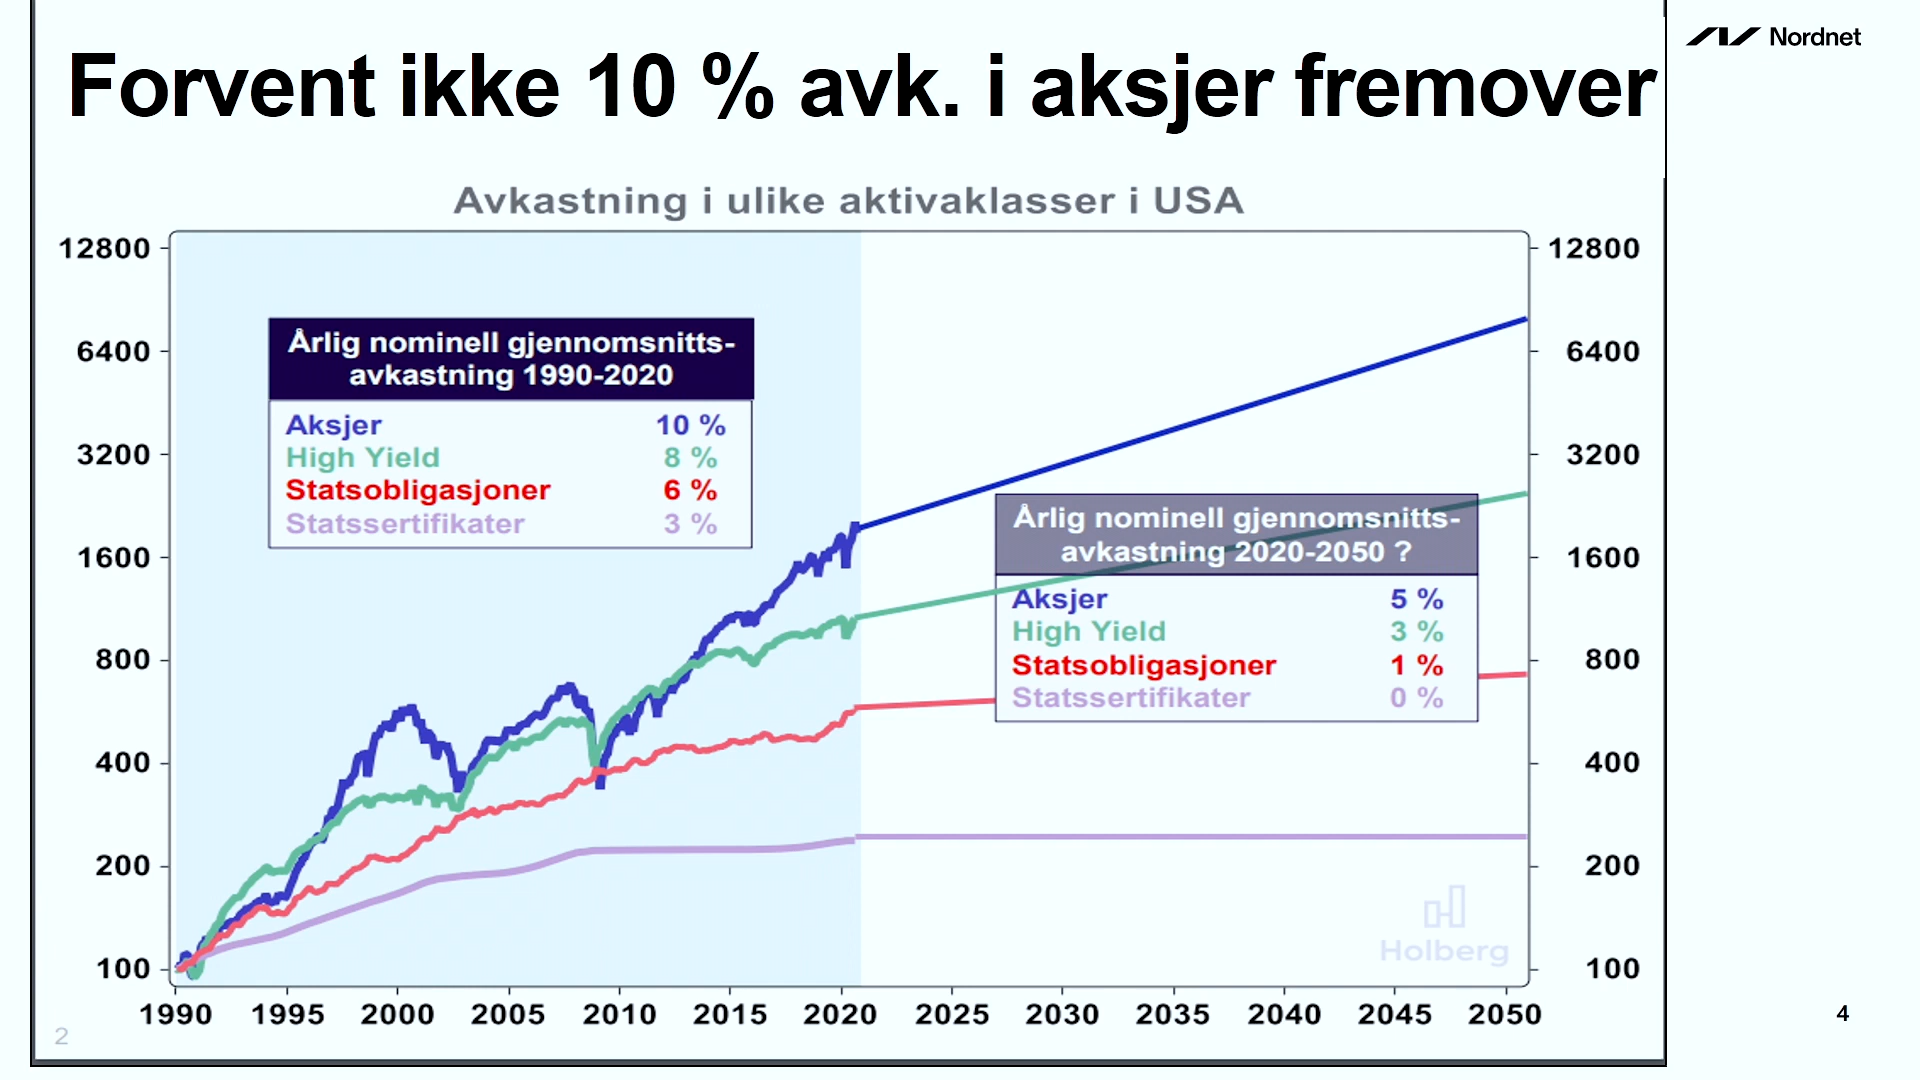 Forvent ikke 10 % avk. i aksjer fremover
Nordnet
Avkastning i ulike aktivaklasser i USA
12800
6400
3200
1600
800
400
200
100
Årlig nominell gjennomsnitts-
avkastning 1990-2020
Aksjer 10 %
High Yield 8 %
Statsobligasjoner 6 %
Statssertifikater 3 %
Årlig nominell gjennomsnitts-
avkastning 2020-2050 ?
Aksjer 5 %
High Yield 3 %
Statsobligasjoner 1 %
Statssertifikater 0 %
12800
6400
3200
1600
800
400
200
100
Holberg
1990 1995 2000 2005 2010 2015 2020 2025 2030 2035 2040 2045 2050
2
4